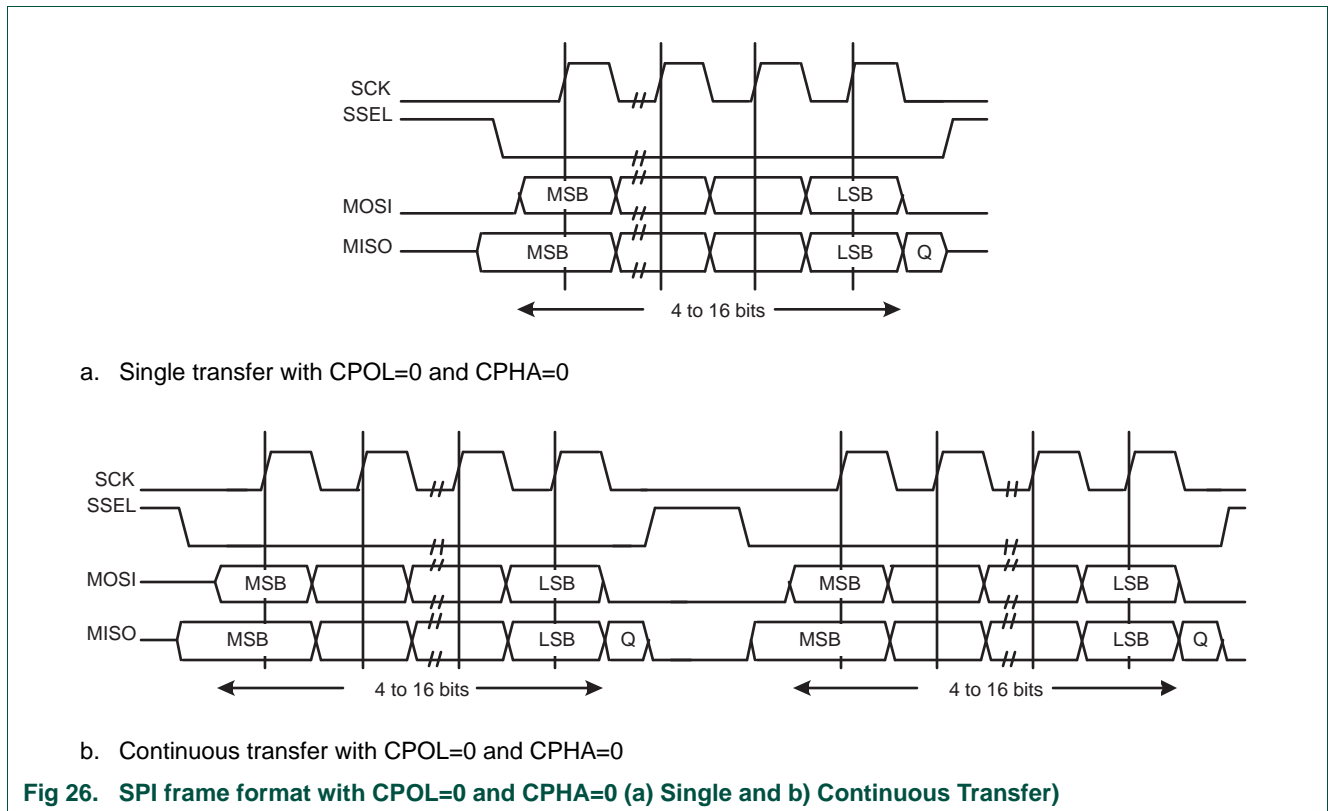 SCK
SSEL
MOSI
MSB
LSB
MISO
MSB
LSB
Q
4 to 16 bits
a. Single transfer with CPOL=0 and CPHA=0
SCK
SSEL
MOSI
MSB
LSB
MSB
LSB
MISO
MSB
LSB
Q
MSB
LSB
Q
4 to 16 bits
4 to 16 bits
b. Continuous transfer with CPOL=0 and CPHA=0
Fig 26. SPI frame format with CPOL=0 and CPHA=0 (a) Single and b) Continuous Transfer)